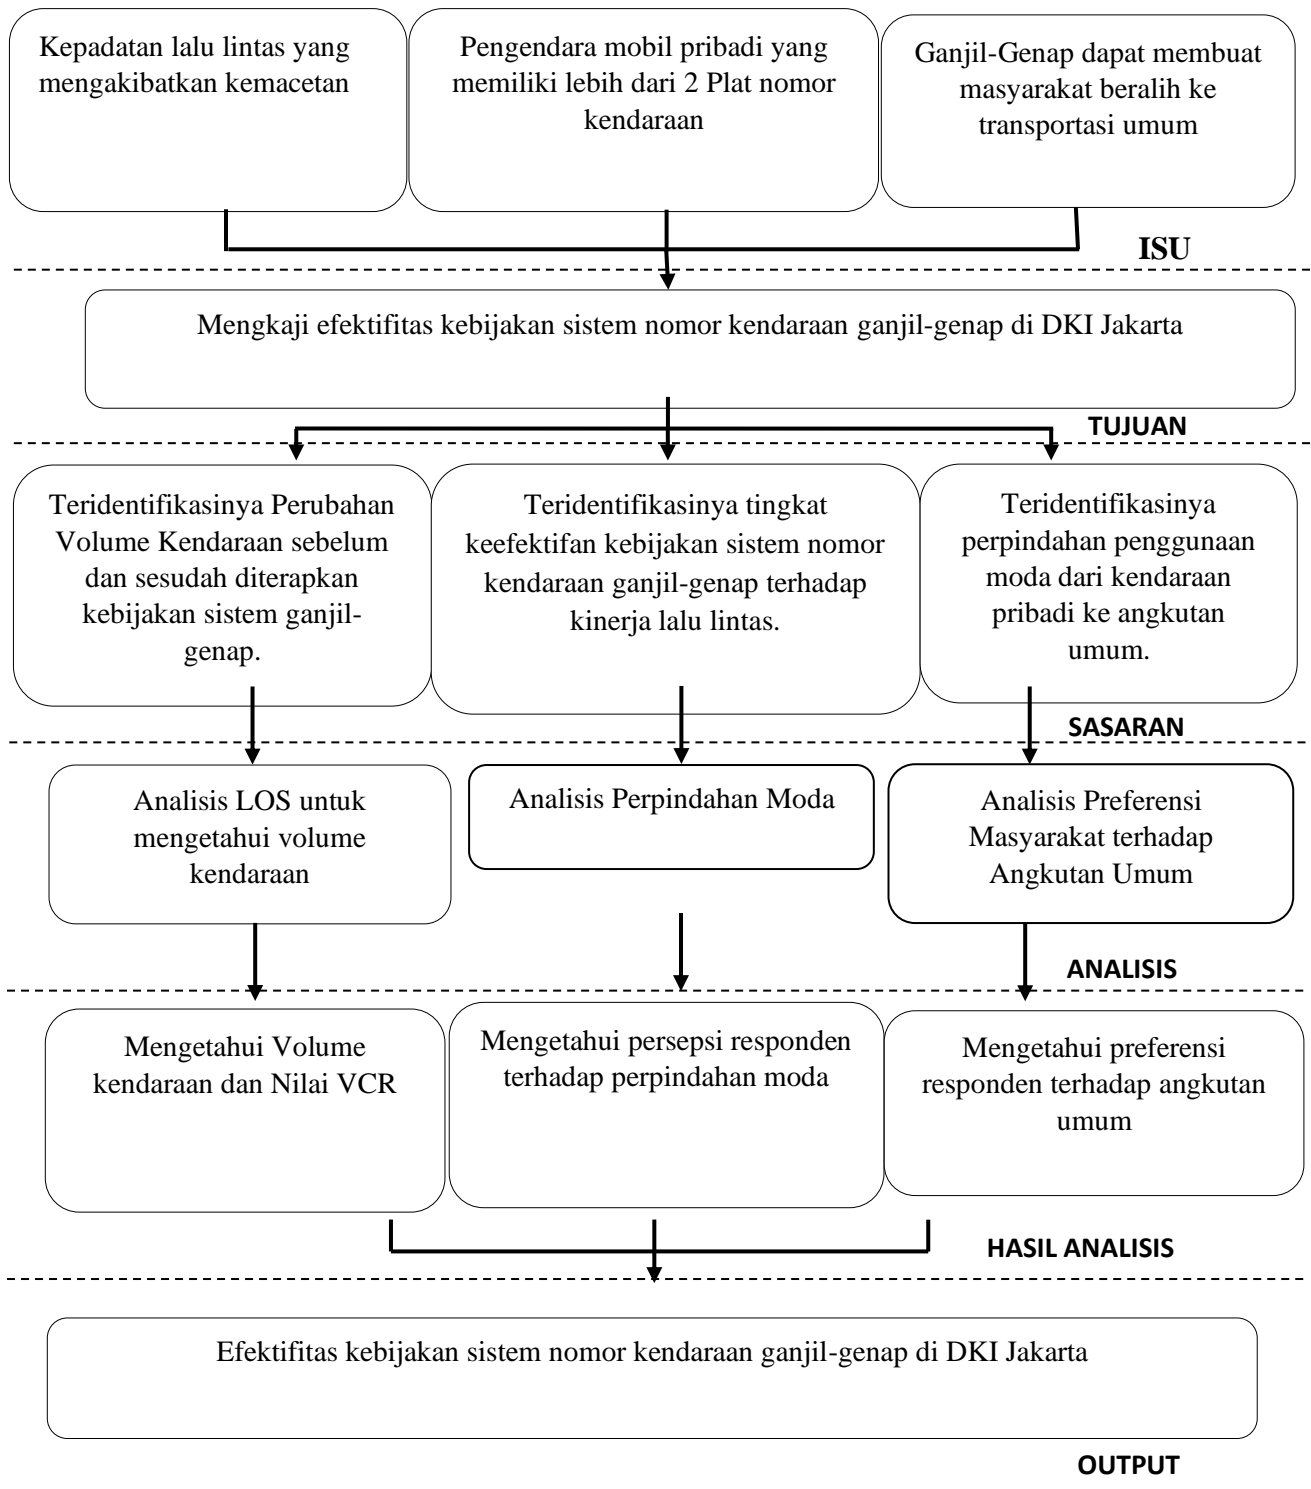 Kepadatan lalu lintas yang
mengakibatkan kemacetan
Pengendara mobil pribadi yang
memiliki lebih dari 2 Plat nomor
kendaraan
Ganjil-Genap dapat membuat
masyarakat beralih ke
transportasi umum
ISU
Mengkaji efektifitas kebijakan sistem nomor kendaraan ganjil-genap di DKI Jakarta
TUJUAN
Teridentifikasinya Perubahan
Volume Kendaraan sebelum
dan sesudah diterapkan
kebijakan sistem ganjil-
genap.
Teridentifikasinya tingkat
keefektifan kebijakan sistem nomor
kendaraan ganjil-genap terhadap
kinerja lalu lintas.
Teridentifikasinya
perpindahan penggunaan
moda dari kendaraan
pribadi ke angkutan
umum.
SASARAN
Analisis LOS untuk
mengetahui volume
kendaraan
Analisis Perpindahan Moda
Analisis Preferensi
Masyarakat terhadap
Angkutan Umum
ANALISIS
Mengetahui Volume
kendaraan dan Nilai VCR
Mengetahui persepsi responden
terhadap perpindahan moda
Mengetahui preferensi
responden terhadap angkutan
umum
HASIL ANALISIS
Efektifitas kebijakan sistem nomor kendaraan ganjil-genap di DKI Jakarta
OUTPUT